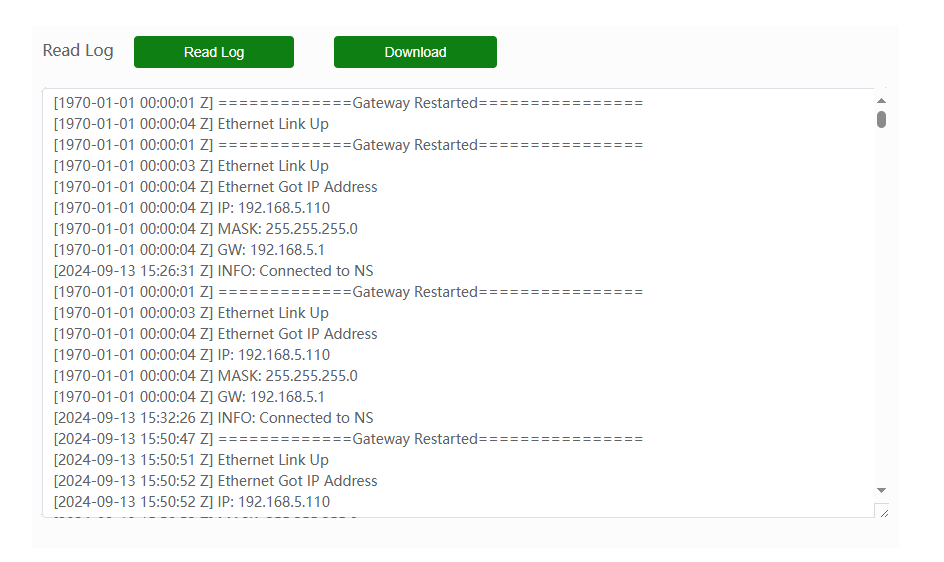 Read Log Read Log Download
[1970-01-01 00:00:01 Z] =============Gateway Restarted================
[1970-01-01 00:00:04 Z] Ethernet Link Up
[1970-01-01 00:00:01 Z] =============Gateway Restarted================
[1970-01-01 00:00:03 Z] Ethernet Link Up
[1970-01-01 00:00:04 Z] Ethernet Got IP Address
[1970-01-01 00:00:04 Z] IP: 192.168.5.110
[1970-01-01 00:00:04 Z] MASK: 255.255.255.0
[1970-01-01 00:00:04 Z] GW: 192.168.5.1
[2024-09-13 15:26:31 Z] INFO: Connected to NS
[1970-01-01 00:00:01 Z] =============Gateway Restarted================
[1970-01-01 00:00:03 Z] Ethernet Link Up
[1970-01-01 00:00:04 Z] Ethernet Got IP Address
[1970-01-01 00:00:04 Z] IP: 192.168.5.110
[1970-01-01 00:00:04 Z] MASK: 255.255.255.0
[1970-01-01 00:00:04 Z] GW: 192.168.5.1
[2024-09-13 15:32:26 Z] INFO: Connected to NS
[2024-09-13 15:50:47 Z] =============Gateway Restarted================
[2024-09-13 15:50:51 Z] Ethernet Link Up
[2024-09-13 15:50:52 Z] Ethernet Got IP Address
[2024-09-13 15:50:52 Z] IP: 192.168.5.110